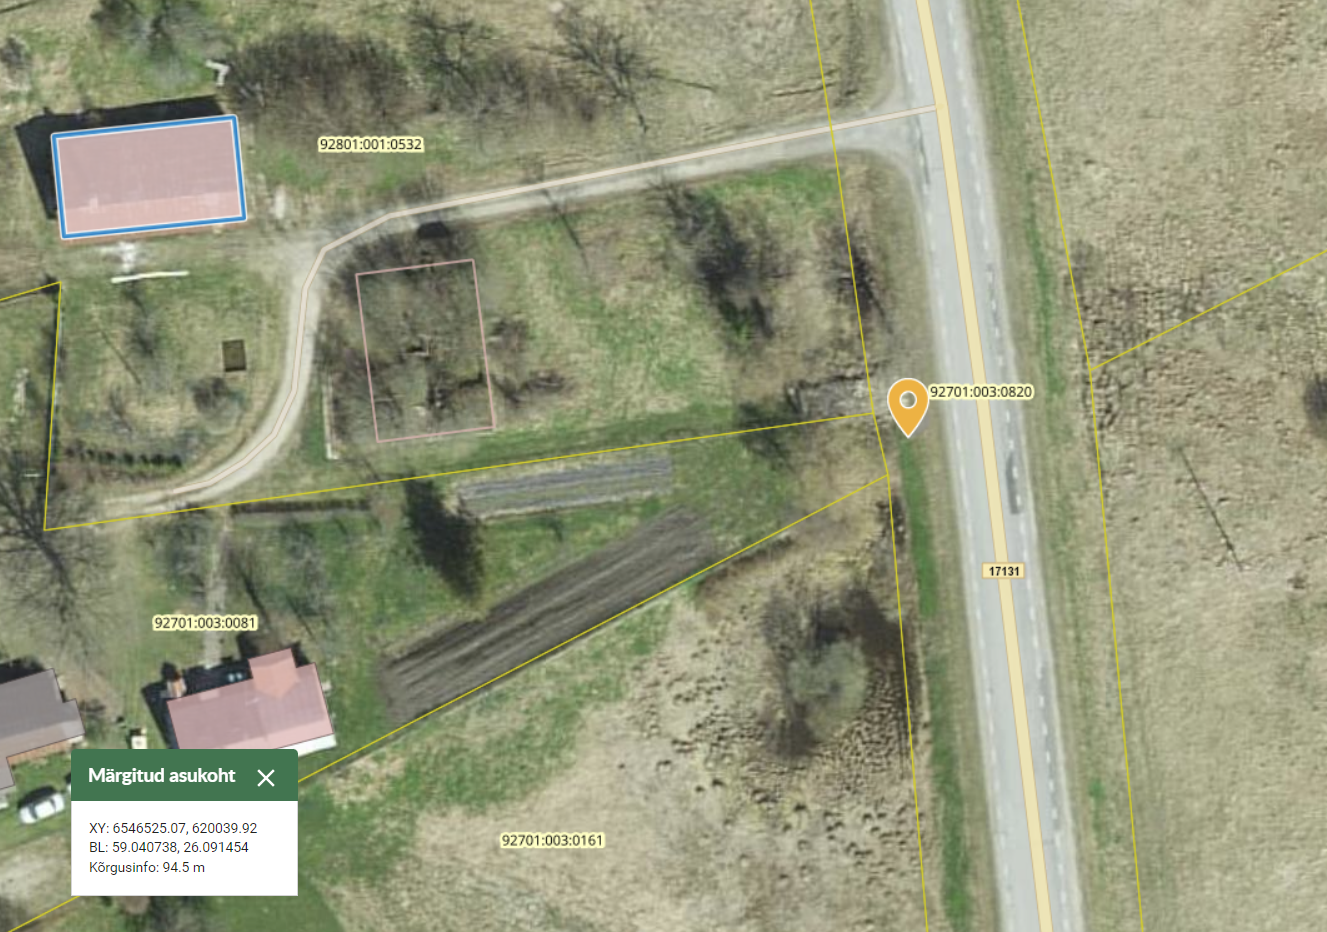 92801:001:0532
92701:003:0820
17131
92701:003:0081
Märgitud asukoht
XY: 6546525.07, 620039.92
BL: 59.040738, 26.091454
Kõrgusinfo: 94.5 m
92701:003:0161